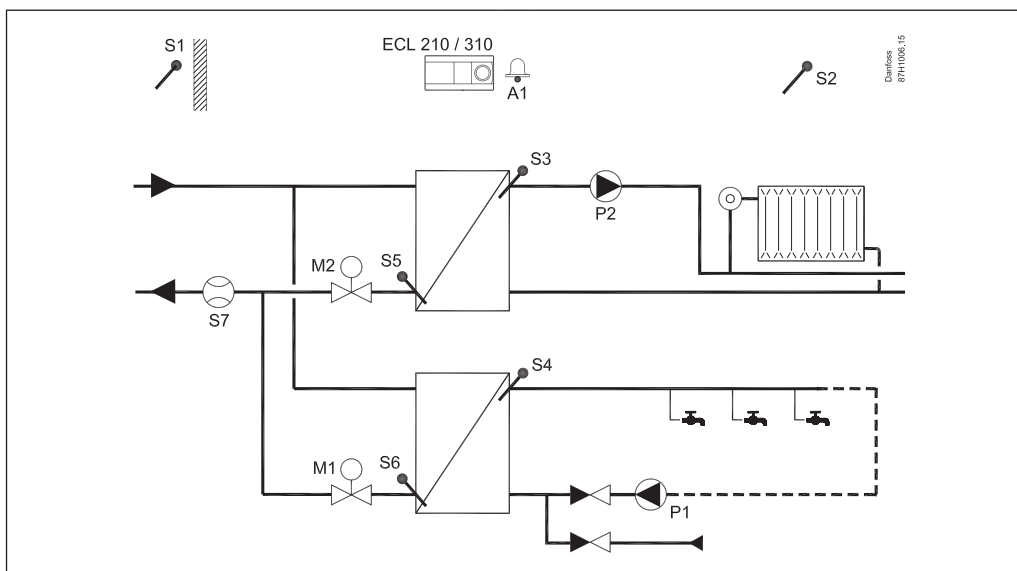 S1
ECL 210 / 310
A1
S2
Danfoss
87H1006.15
S3
P2
M2
S5
S7
S4
M1
S6
P1